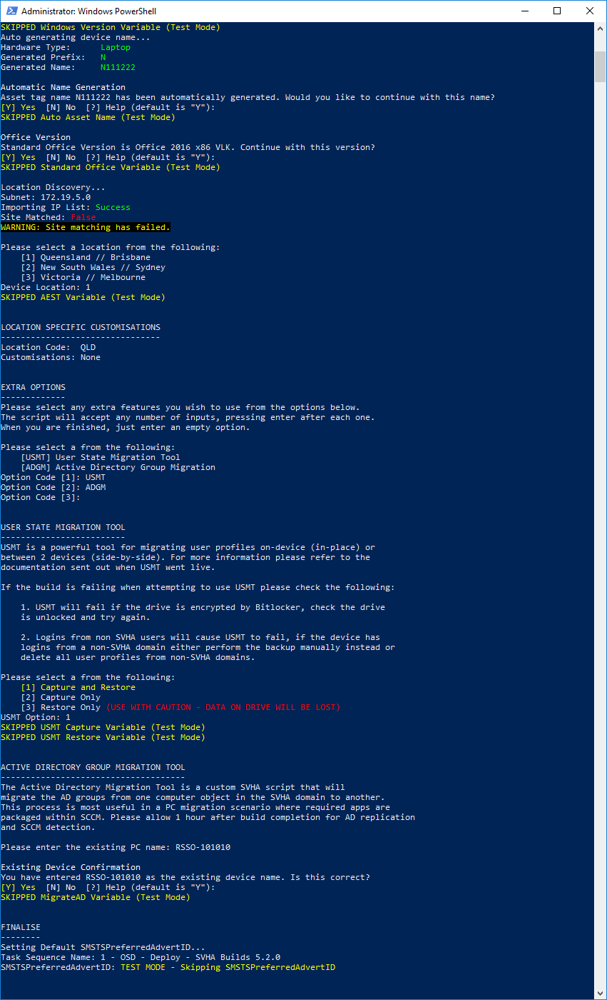 Administrator: Windows PowerShell
SKIPPED Windows Version Variable (Test Mode)
Auto generating device name...
Hardware Type: Laptop
Generated Prefix: N
Generated Name: N111222
Automatic Name Generation
Asset tag name N111222 has been automatically generated. Would you like to continue with this name?
[Y] Yes [N] No [?] Help (default is "Y"):
SKIPPED Auto Asset Name (Test Mode)
Office Version
Standard Office Version is Office 2016 x86 VLK. Continue with this version?
[Y] Yes [N] No [?] Help (default is "Y"):
SKIPPED Standard Office Variable (Test Mode)
Location Discovery...
Subnet: 172.19.5.0
Importing IP List: Success
Site Matched: False
WARNING: Site matching has failed.
Please select a location from the following:
[1] Queensland // Brisbane
[2] New South Wales // Sydney
[3] Victoria // Melbourne
Device Location: 1
SKIPPED AEST Variable (Test Mode)
LOCATION SPECIFIC CUSTOMISATIONS
--------------------------------
Location Code: QLD
Customisations: None
EXTRA OPTIONS
-------------
Please select any extra features you wish to use from the options below.
The script will accept any number of inputs, pressing enter after each one.
When you are finished, just enter an empty option.
Please select a from the following:
[USMT] User State Migration Tool
[ADGM] Active Directory Group Migration
Option Code [1]: USMT
Option Code [2]: ADGM
Option Code [3]:
USER STATE MIGRATION TOOL
-------------------------
USMT is a powerful tool for migrating user profiles on-device (in-place) or
between 2 devices (side-by-side). For more information please refer to the
documentation sent out when USMT went live.
If the build is failing when attempting to use USMT please check the following:
1. USMT will fail if the drive is encrypted by Bitlocker, check the drive
is unlocked and try again.
2. Logins from non SVHA users will cause USMT to fail, if the device has
logins from a non-SVHA domain either perform the backup manually instead or
delete all user profiles from non-SVHA domains.
Please select a from the following:
[1] Capture and Restore
[2] Capture Only
[3] Restore Only (USE WITH CAUTION - DATA ON DRIVE WILL BE LOST)
USMT Option: 1
SKIPPED USMT Capture Variable (Test Mode)
SKIPPED USMT Restore Variable (Test Mode)
ACTIVE DIRECTORY GROUP MIGRATION TOOL
-------------------------------------
The Active Directory Migration Tool is a custom SVHA script that will
migrate the AD groups from one computer object in the SVHA domain to another.
This process is most useful in a PC migration scenario where required apps are
packaged within SCCM. Please allow 1 hour after build completion for AD replication
and SCCM detection.
Please enter the existing PC name: RSSO-101010
Existing Device Confirmation
You have entered RSSO-101010 as the existing device name. Is this correct?
[Y] Yes [N] No [?] Help (default is "Y"):
SKIPPED MigrateAD Variable (Test Mode)
FINALISE
--------
Setting Default SMSTSPreferredAdvertID...
Task Sequence Name: 1 - OSD - Deploy - SVHA Builds 5.2.0
SMSTSPreferredAdvertID: TEST MODE - Skipping SMSTSPreferredAdvertID